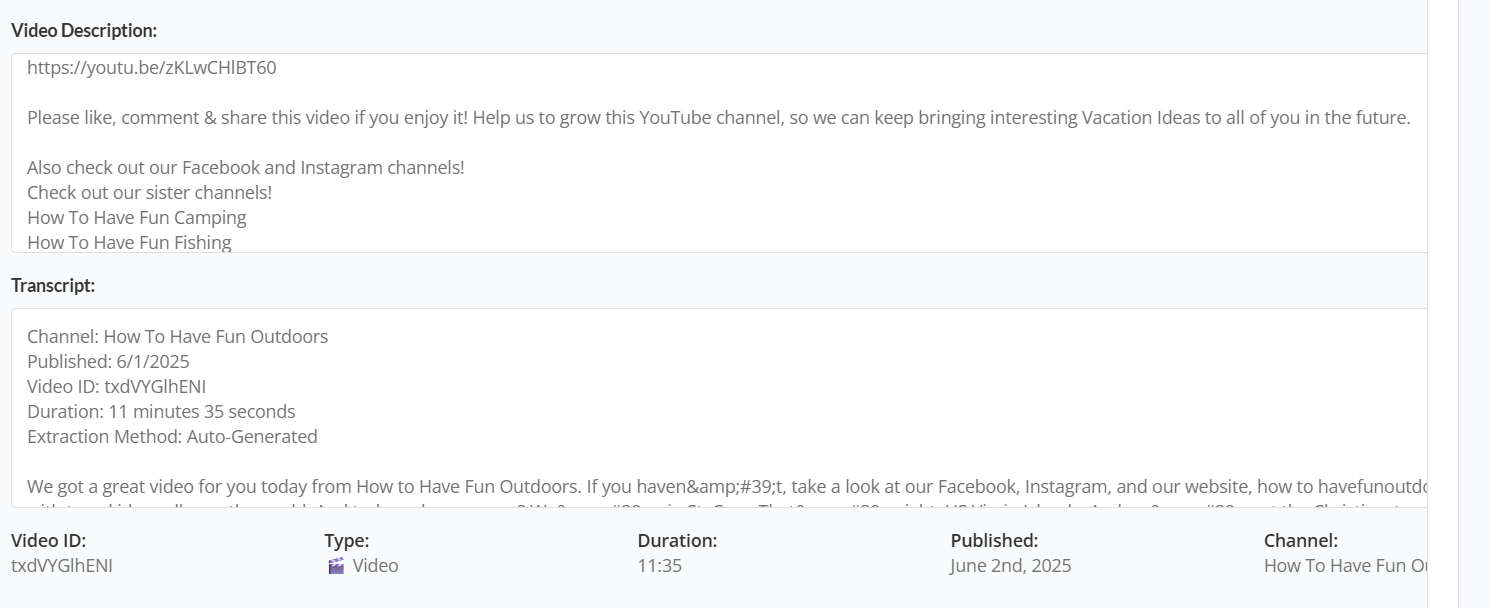 Video Description:
https://youtu.be/zKLwCHlBT60
Please like, comment & share this video if you enjoy it! Help us to grow this YouTube channel, so we can keep bringing interesting Vacation Ideas to all of you in the future.
Also check out our Facebook and Instagram channels!
Check out our sister channels!
How To Have Fun Camping
How To Have Fun Fishing
Transcript:
Channel: How To Have Fun Outdoors
Published: 6/1/2025
Video ID: txdVYGlhENI
Duration: 11 minutes 35 seconds
Extraction Method: Auto-Generated
We got a great video for you today from How to Have Fun Outdoors. If you haven&amp;#39;t, take a look at our Facebook, Instagram, and our website, how to havefunoutdo
Video ID: Type: Duration: Published: Channel:
txdVYGlhENI Video 11:35 June 2nd, 2025 How To Have Fun Ou